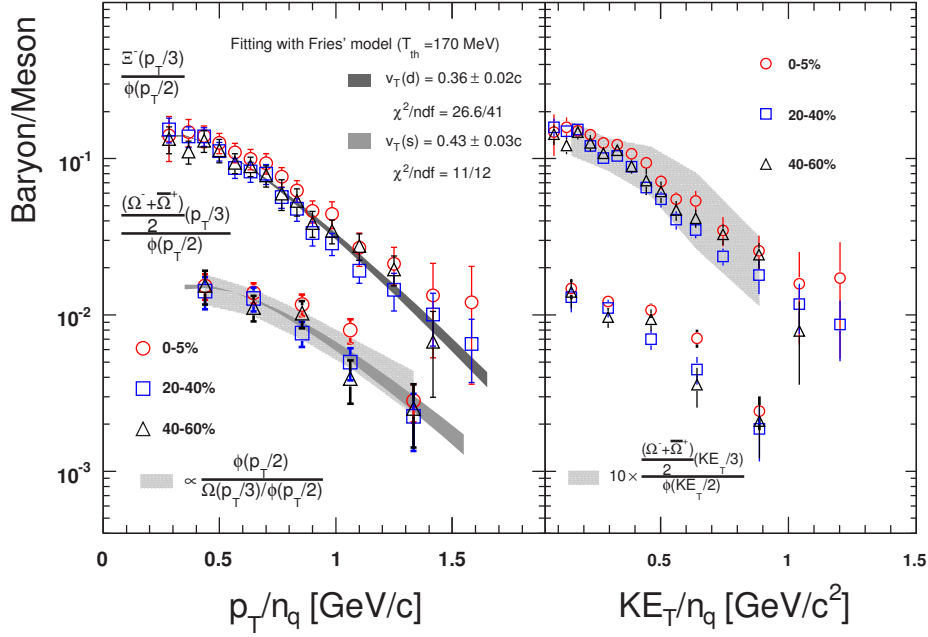 Baryon/Meson
Ξ⁻(p_T/3)
φ(p_T/2)
(Ω⁻+Ω̅⁺)
2
(p_T/3)
φ(p_T/2)
Fitting with Fries' model (T_th =170 MeV)
v_T(d) = 0.36 ± 0.02c
χ²/ndf = 26.6/41
v_T(s) = 0.43 ± 0.03c
χ²/ndf = 11/12
10⁻¹
10⁻²
10⁻³
0-5%
20-40%
40-60%
∝
φ(p_T/2)
Ω(p_T/3)/φ(p_T/2)
0
0.5
1
1.5
p_T/n_q [GeV/c]
0-5%
20-40%
40-60%
10×
(Ω⁻+Ω̅⁺)
2
(KE_T/3)
φ(KE_T/2)
0.5
1
1.5
KE_T/n_q [GeV/c²]